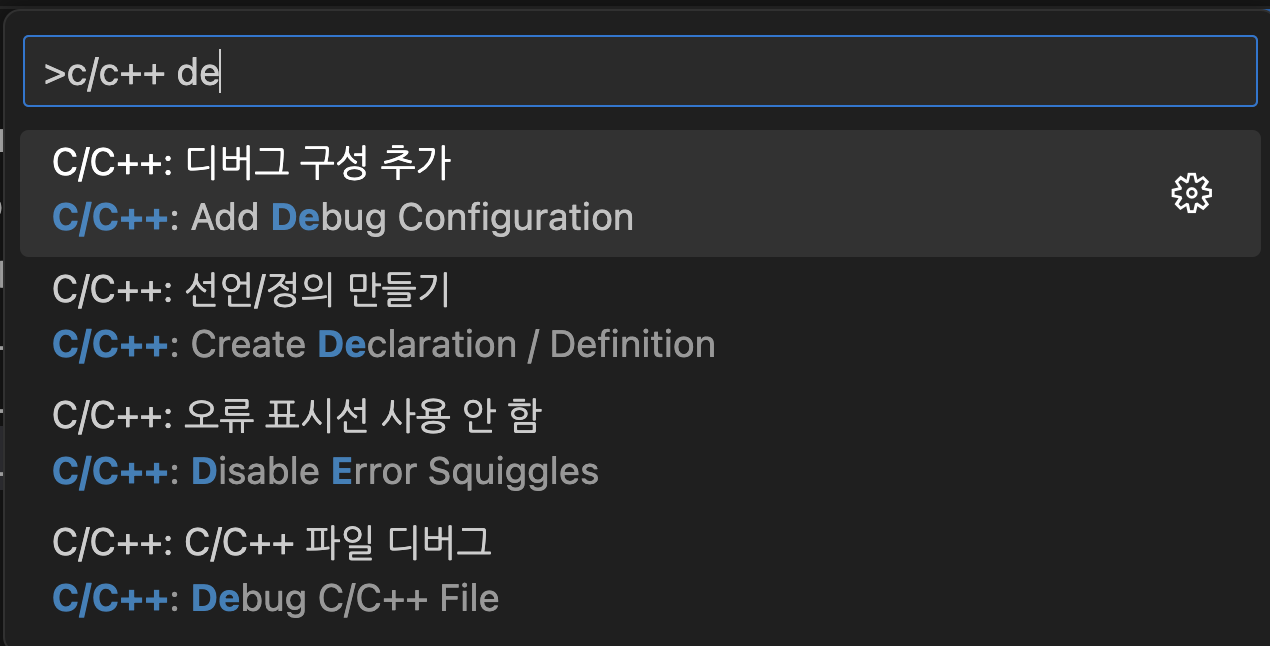 >c/c++ de
C/C++: 디버그 구성 추가
C/C++: Add Debug Configuration
C/C++: 선언/정의 만들기
C/C++: Create Declaration / Definition
C/C++: 오류 표시선 사용 안 함
C/C++: Disable Error Squiggles
C/C++: C/C++ 파일 디버그
C/C++: Debug C/C++ File